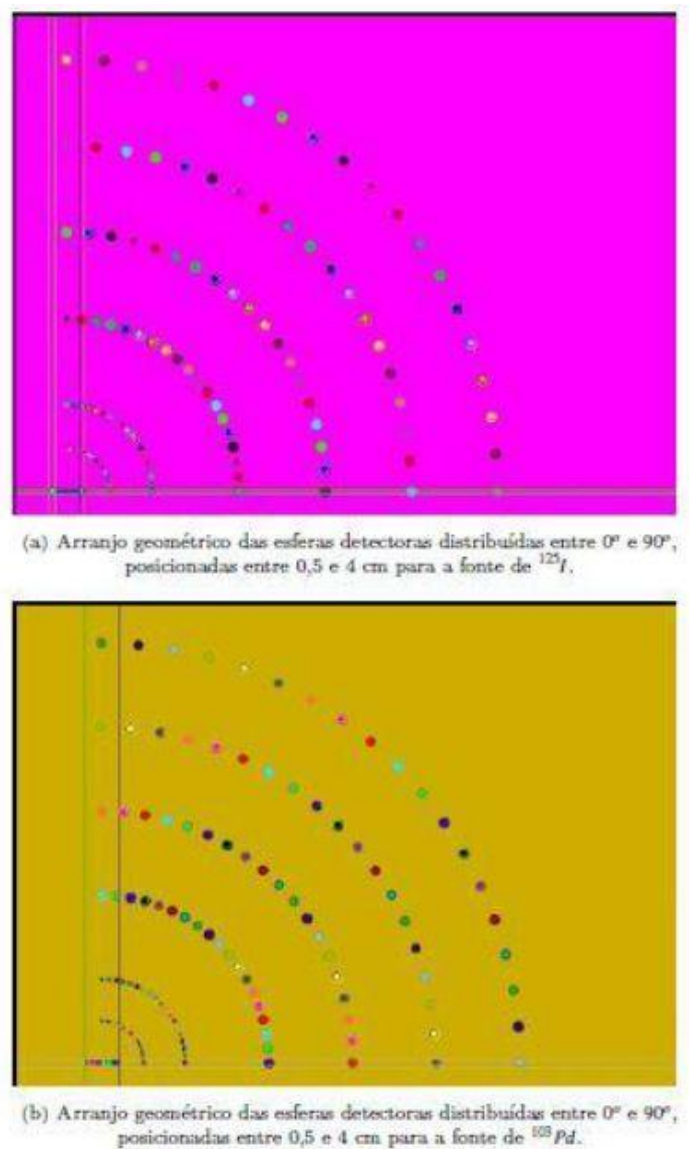 (a) Arranjo geométrico das esferas detectoras distribuídas entre 0º e 90º,
posicionadas entre 0,5 e 4 cm para a fonte de ¹²⁵I.
(b) Arranjo geométrico das esferas detectoras distribuídas entre 0º e 90º,
posicionadas entre 0,5 e 4 cm para a fonte de ¹⁰³Pd.